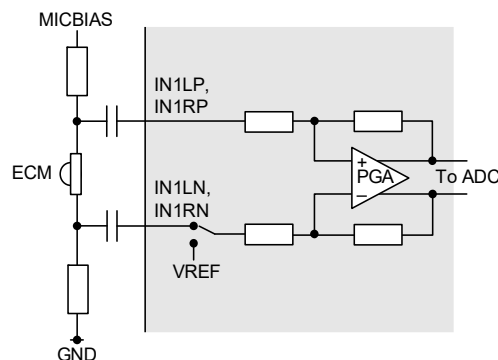 MICBIAS
IN1LP,
IN1RP
+
PGA
−
To ADC
ECM
IN1LN,
IN1RN
VREF
GND